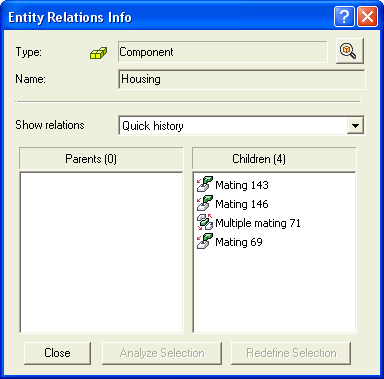 Entity Relations Info
Type: Component
Name: Housing
Show relations Quick history
Parents (0) Children (4)
Mating 143
Mating 146
Multiple mating 71
Mating 69
Close Analyze Selection Redefine Selection